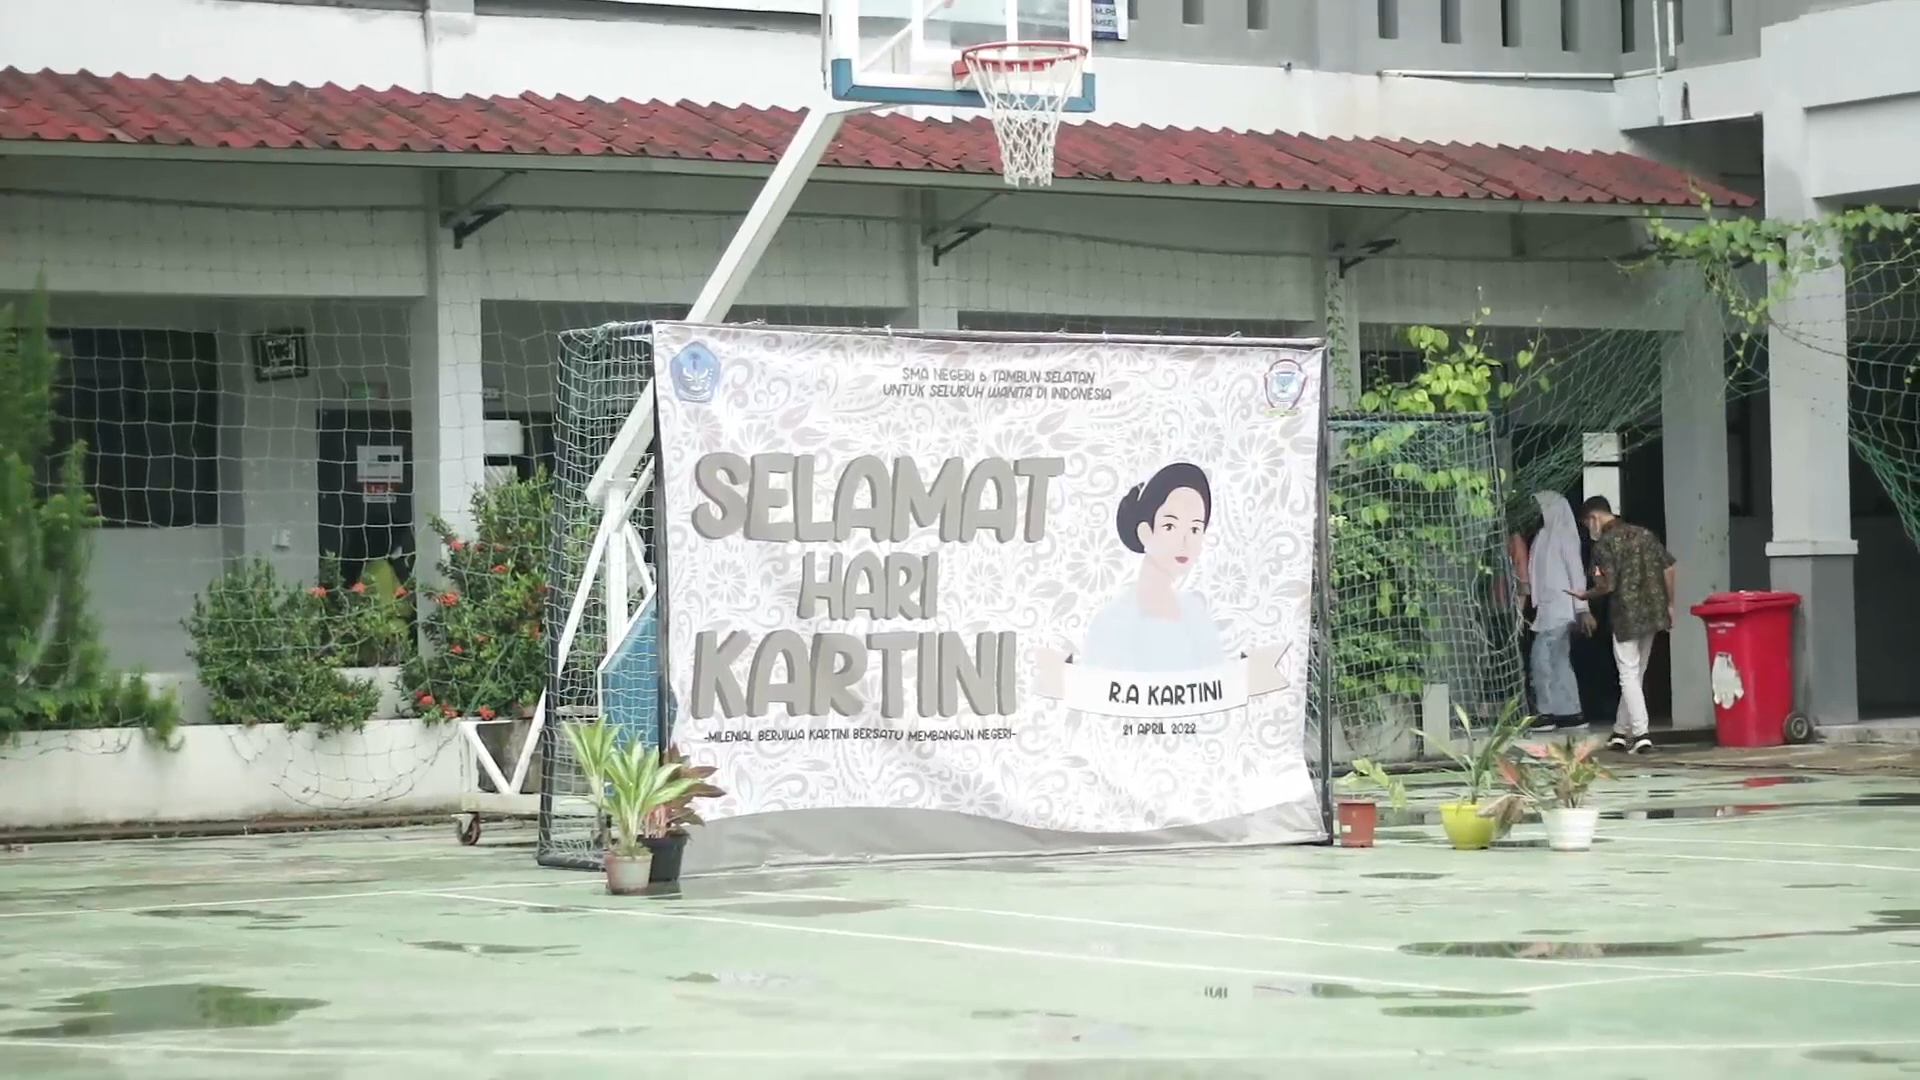 SMA NEGERI 6 TAMBUN SELATAN
UNTUK SELURUH WANITA DI INDONESIA
SELAMAT
HARI
KARTINI
-MILENIAL BERJIWA KARTINI BERSATU MEMBANGUN NEGERI-
R.A KARTINI
21 APRIL 2022